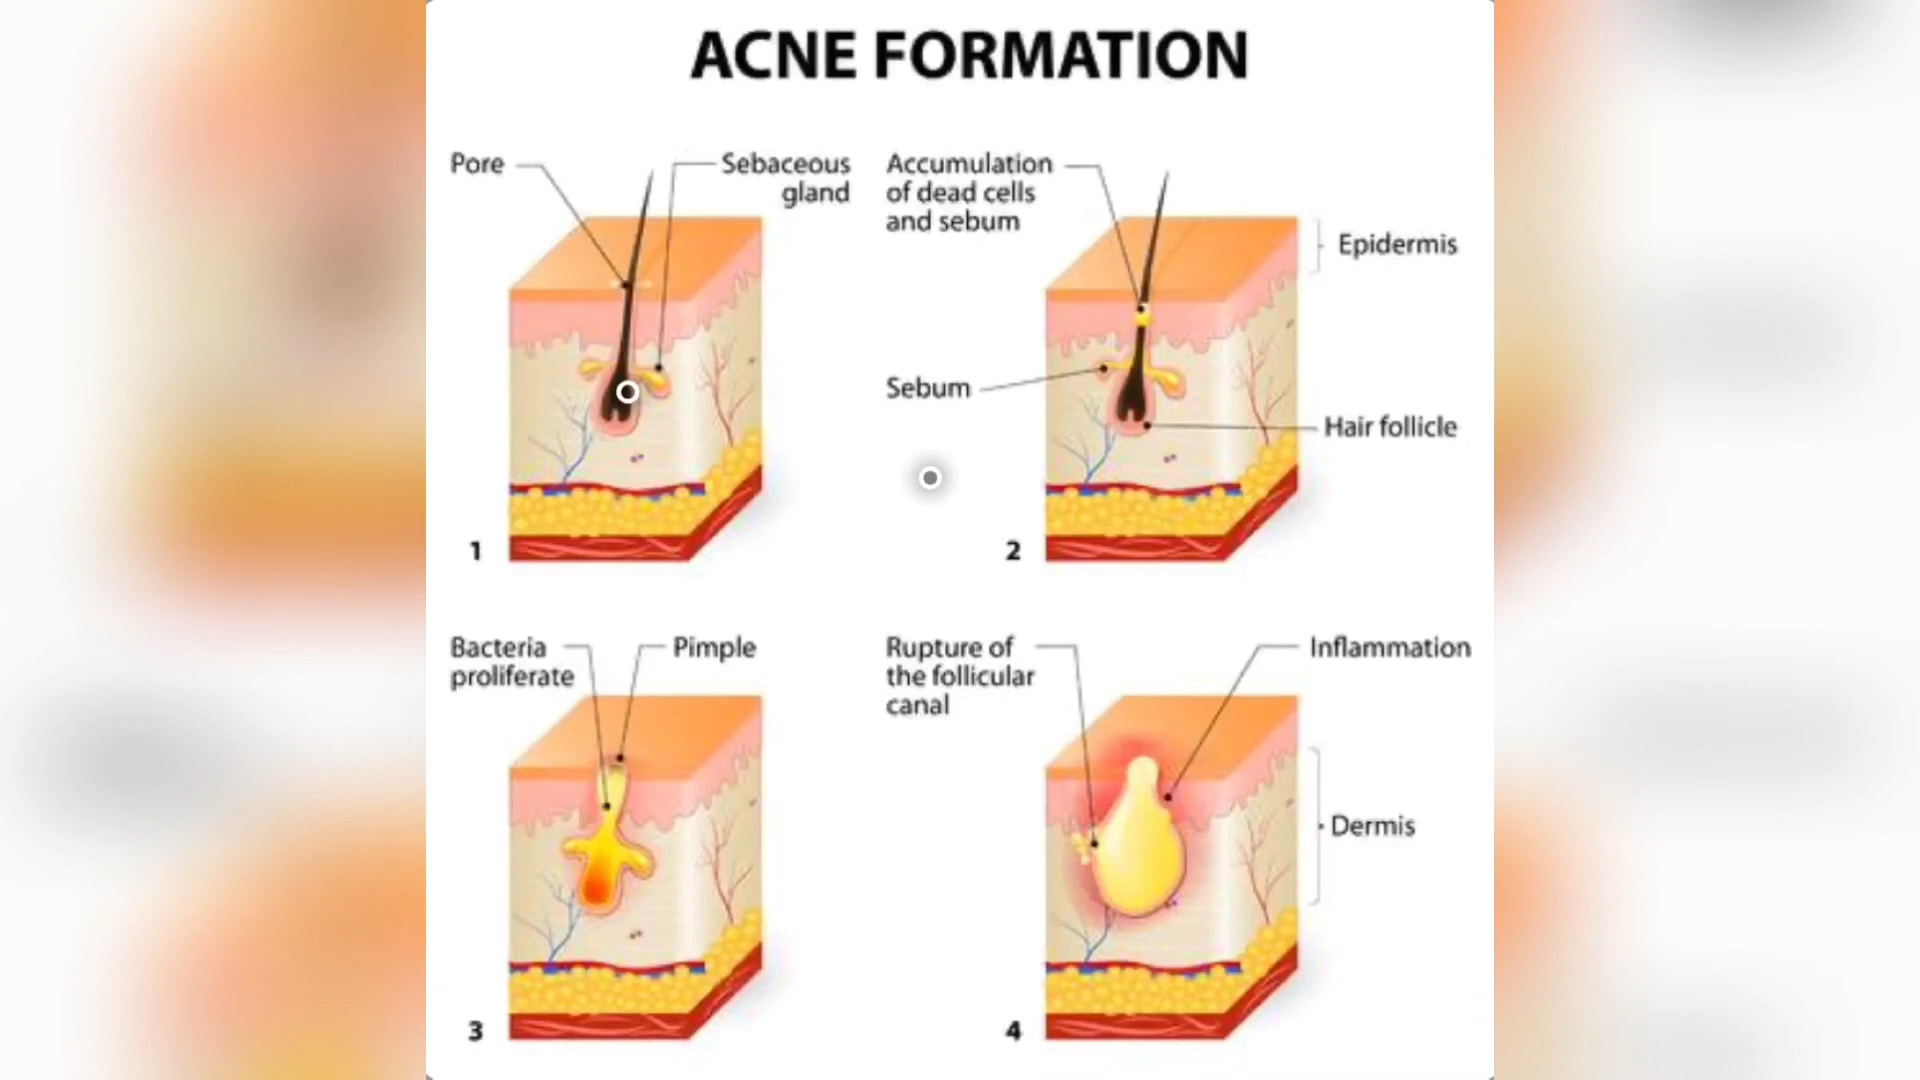 ACNE FORMATION
Pore
Sebaceous
gland
Accumulation
of dead cells
and sebum
Epidermis
Sebum
Hair follicle
1
2
Bacteria
proliferate
Pimple
Rupture of
the follicular
canal
Inflammation
Dermis
3
4